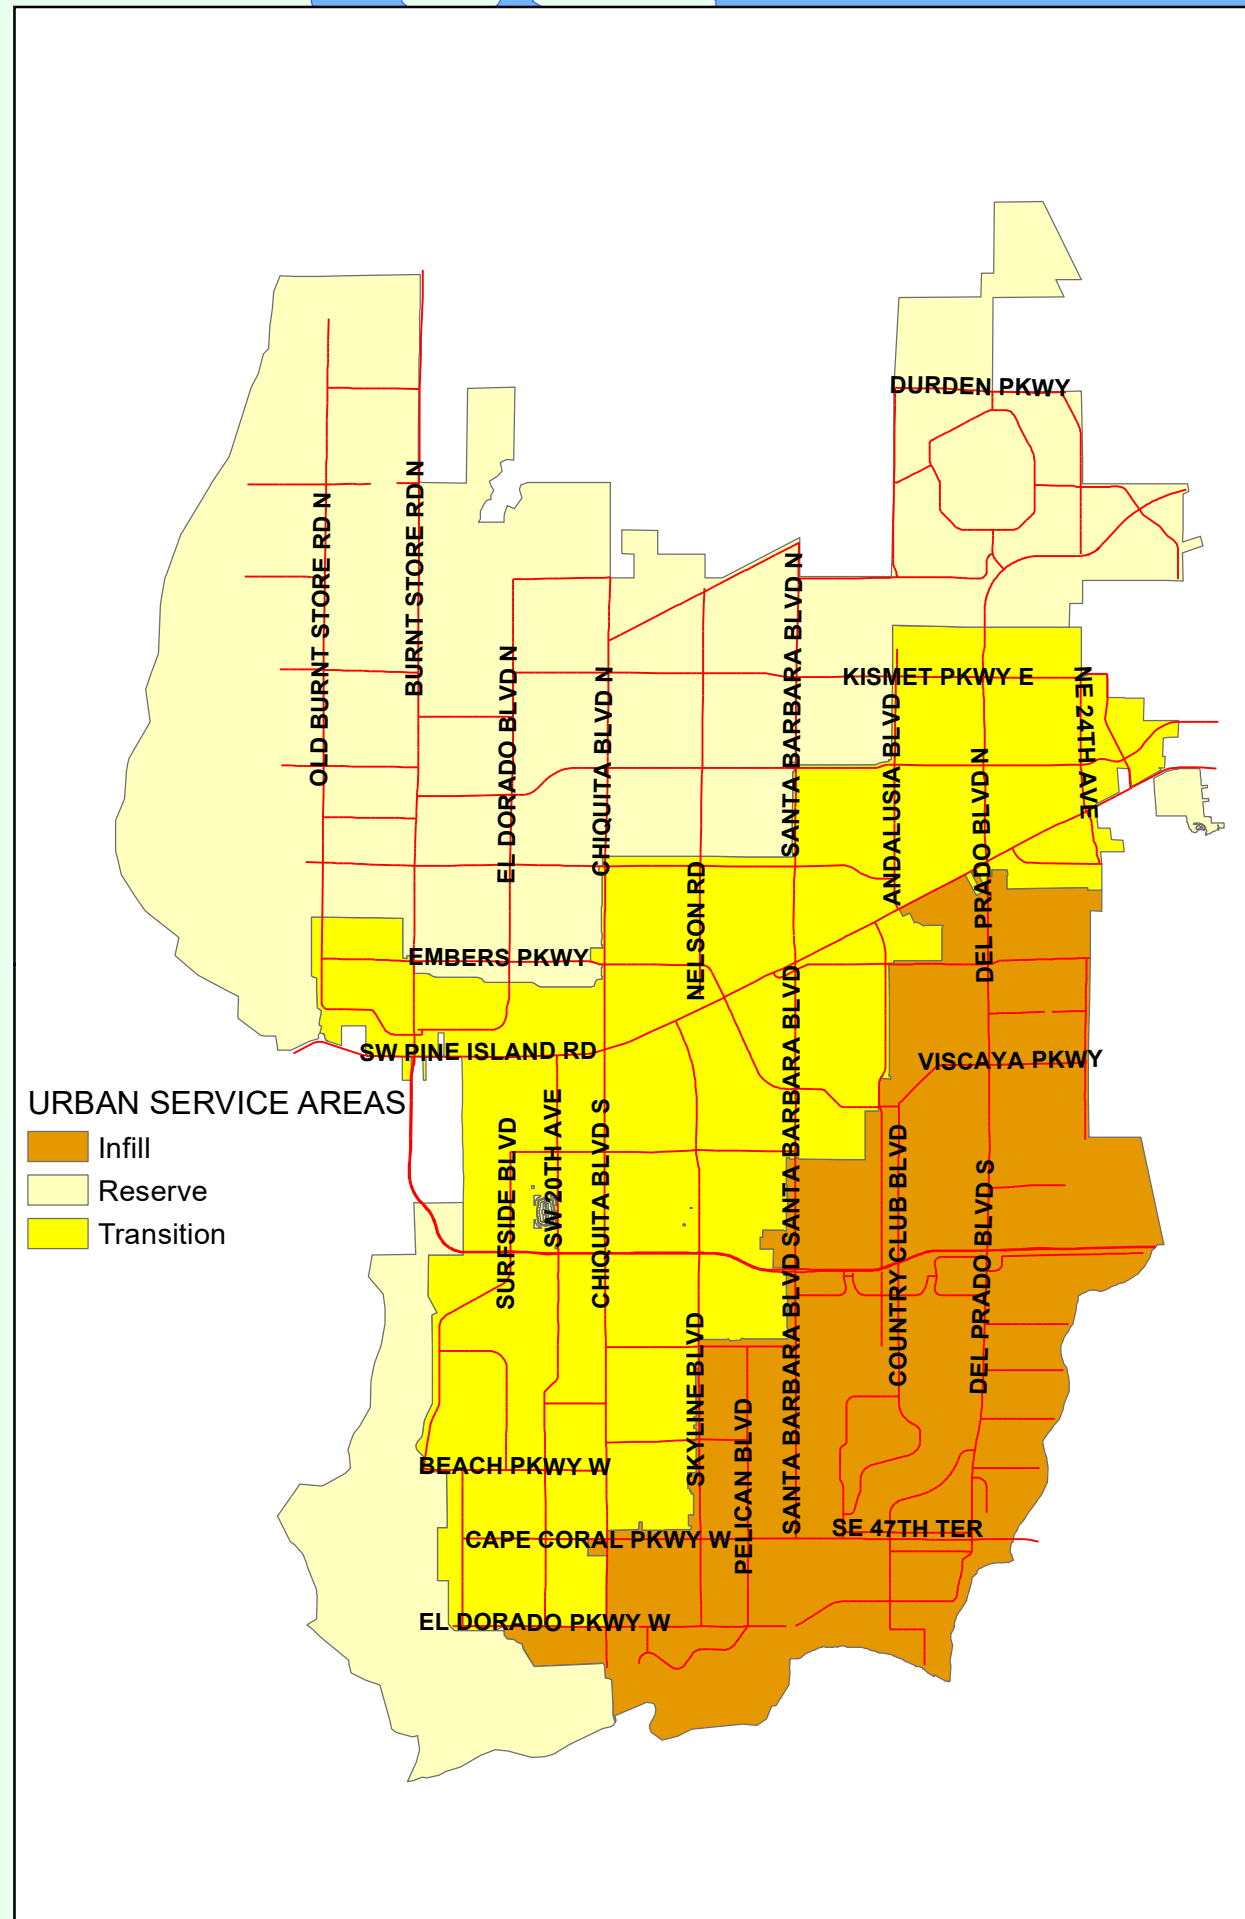 DURDEN PKWY
OLD BURNT STORE RD N
BURNT STORE RD N
EL DORADO BLVD N
CHIQUITA BLVD N
SANTA BARBARA BLVD N
KISMET PKWY E
ANDALUSIA BLVD
DEL PRADO BLVD N
NE 24TH AVE
NELSON RD
EMBERS PKWY
SANTA BARBARA BLVD
SW PINE ISLAND RD
VISCAYA PKWY
URBAN SERVICE AREAS
Infill
Reserve
Transition
SURFSIDE BLVD
SW 20TH AVE
CHIQUITA BLVD S
SANTA BARBARA BLVD
COUNTRY CLUB BLVD
DEL PRADO BLVD S
SKYLINE BLVD
PELICAN BLVD
SANTA BARBARA BLVD
BEACH PKWY W
CAPE CORAL PKWY W
SE 47TH TER
EL DORADO PKWY W